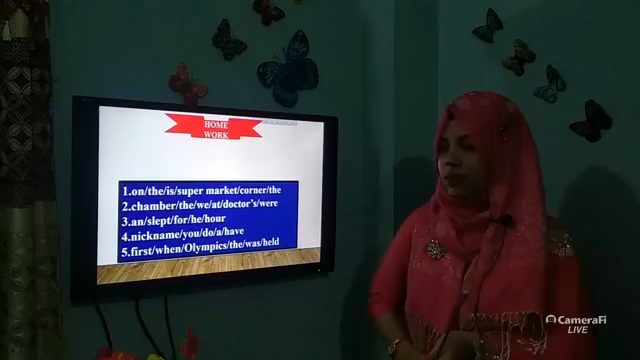 HOME
WORK
1.on/the/is/super market/corner/the
2.chamber/the/we/at/doctor's/were
3.an/slept/for/he/hour
4.nickname/you/do/a/have
5.first/when/Olympics/the/was/held
CameraFi
LIVE